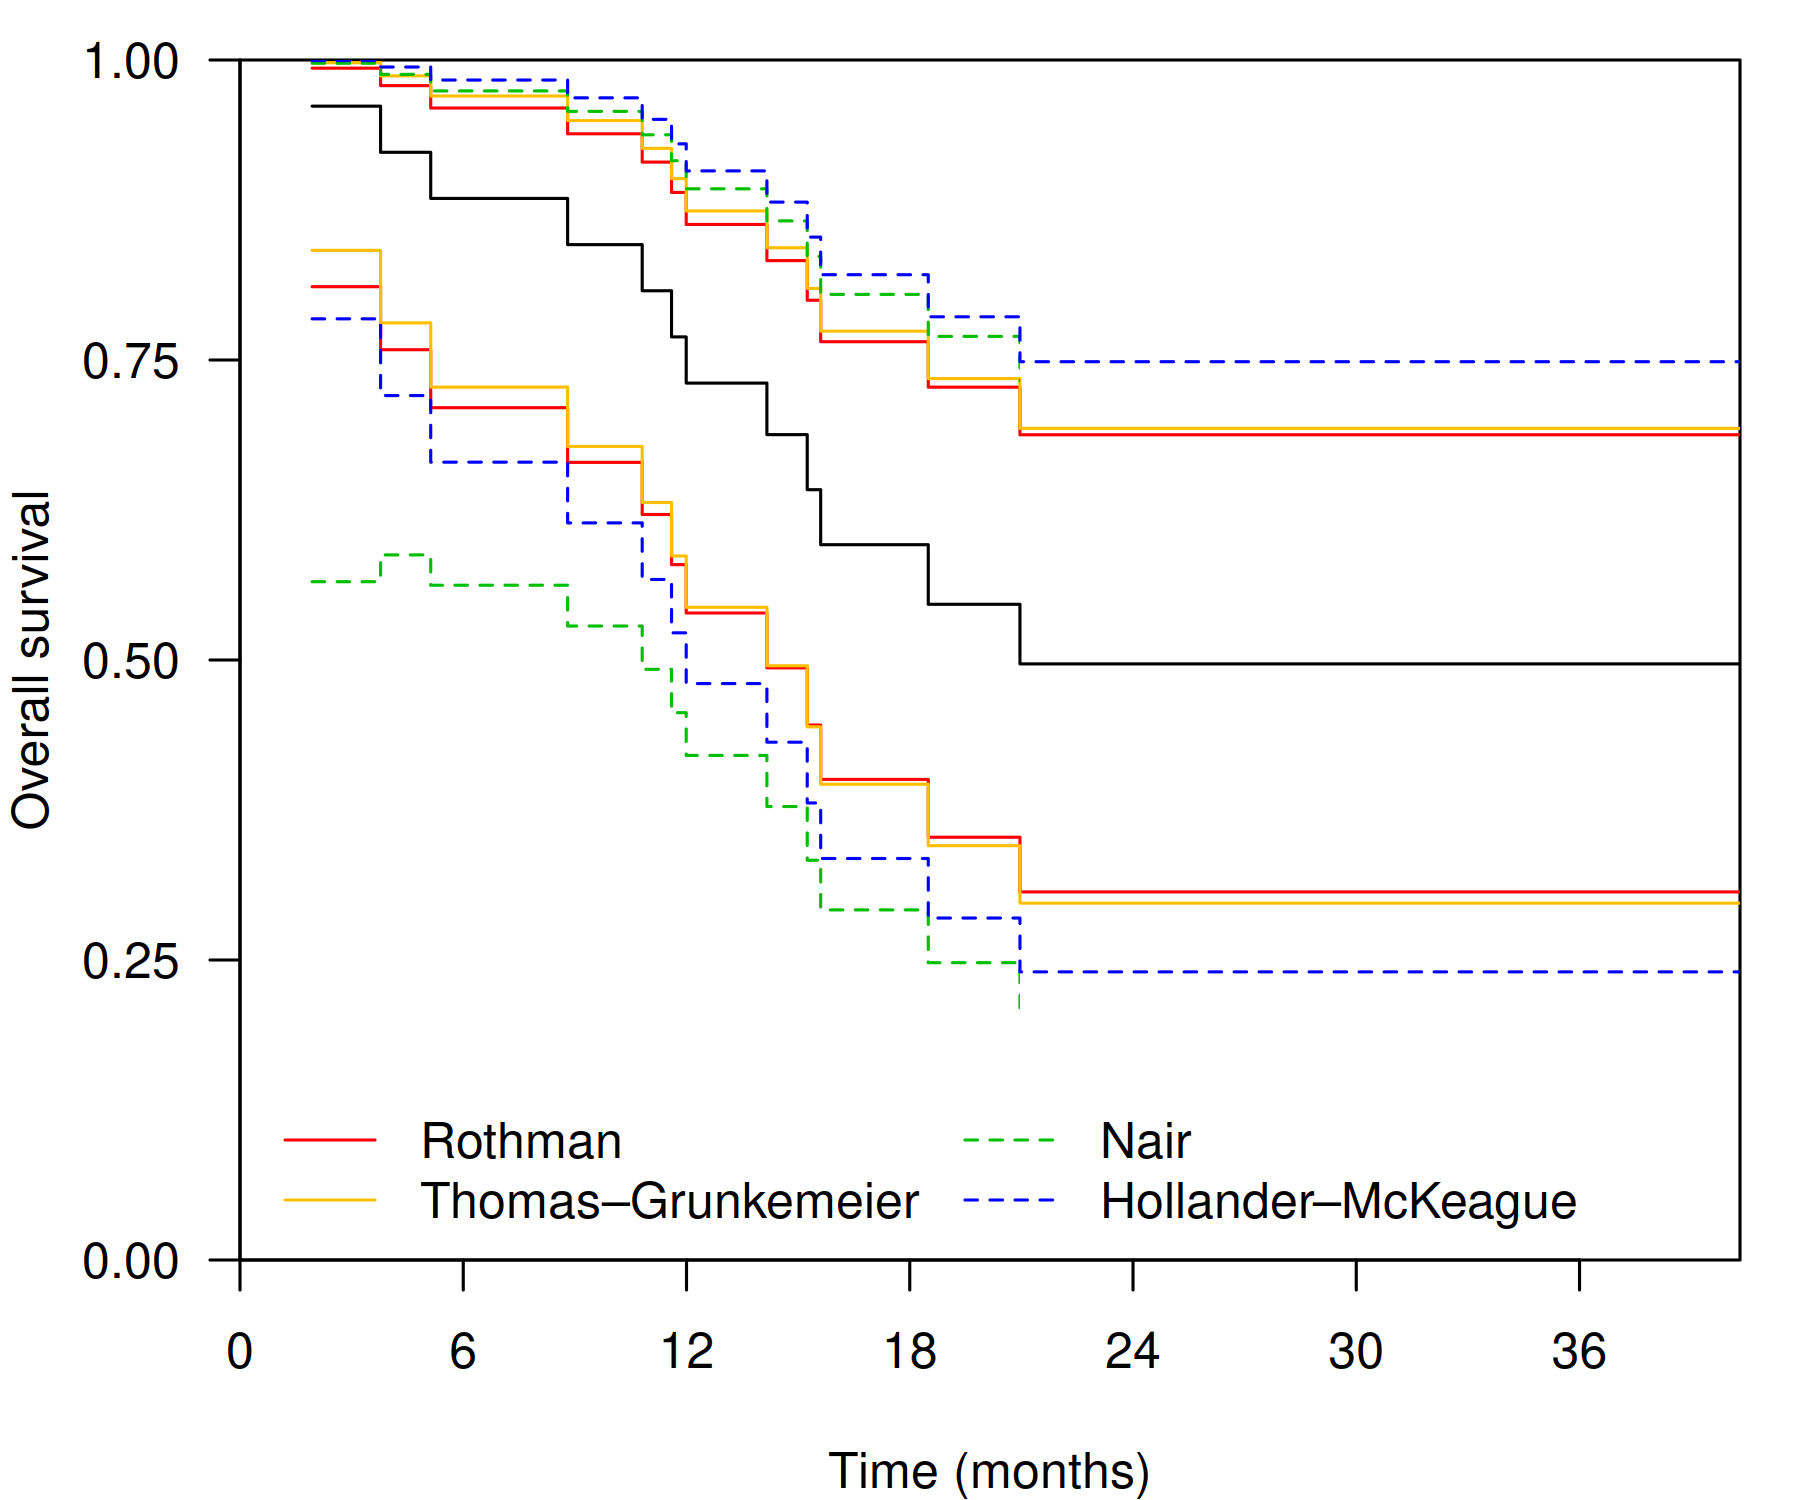 1.00
0.75
0.50
0.25
0.00
Overall survival
Rothman
Thomas–Grunkemeier
Nair
Hollander–McKeague
0 6 12 18 24 30 36
Time (months)